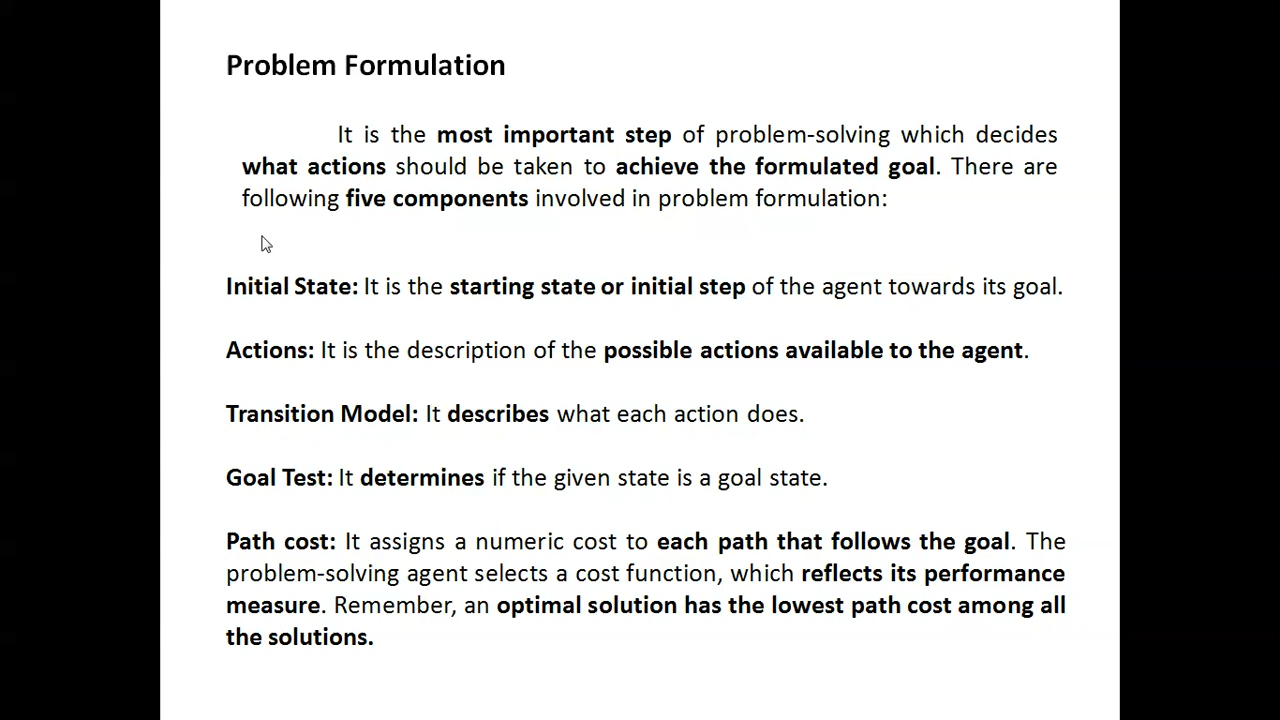 Problem Formulation
It is the most important step of problem-solving which decides
what actions should be taken to achieve the formulated goal. There are
following five components involved in problem formulation:
Initial State: It is the starting state or initial step of the agent towards its goal.
Actions: It is the description of the possible actions available to the agent.
Transition Model: It describes what each action does.
Goal Test: It determines if the given state is a goal state.
Path cost: It assigns a numeric cost to each path that follows the goal. The
problem-solving agent selects a cost function, which reflects its performance
measure. Remember, an optimal solution has the lowest path cost among all
the solutions.